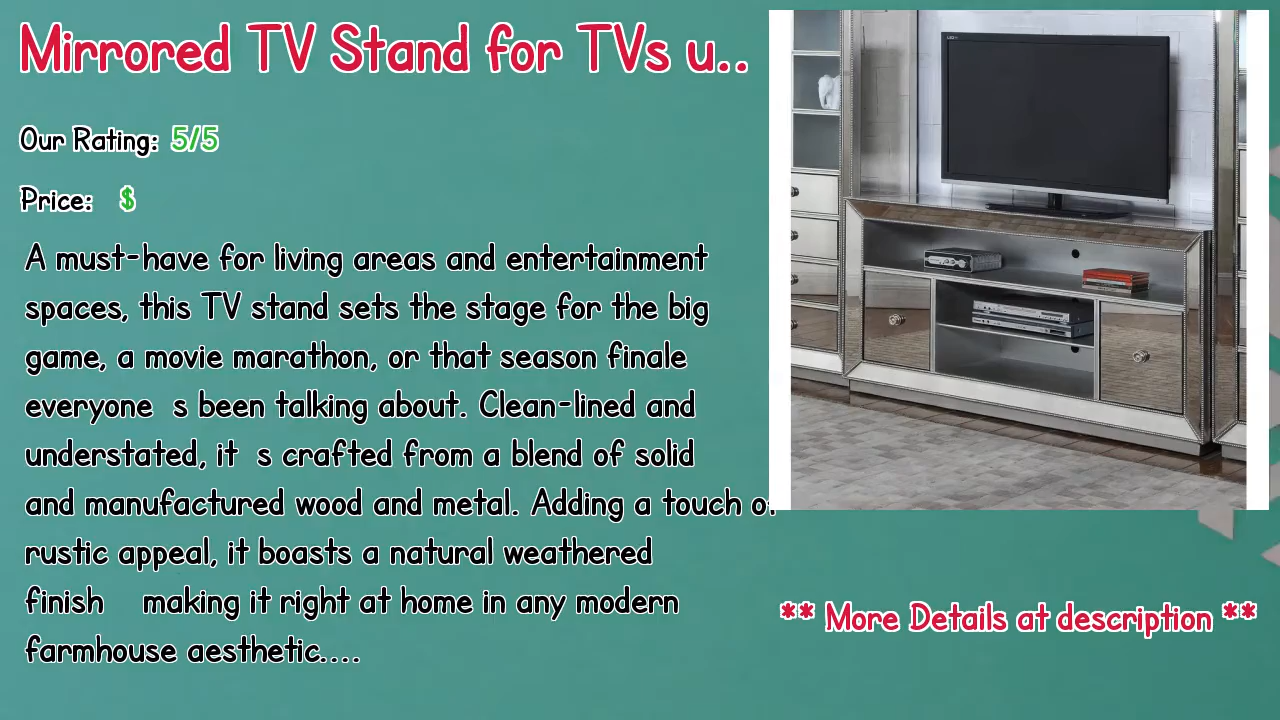 Mirrored TV Stand for TVs u..
Our Rating: 5/5
Price: $
A must-have for living areas and entertainment
spaces, this TV stand sets the stage for the big
game, a movie marathon, or that season finale
everyone s been talking about. Clean-lined and
understated, it s crafted from a blend of solid
and manufactured wood and metal. Adding a touch of
rustic appeal, it boasts a natural weathered
finish making it right at home in any modern
farmhouse aesthetic....
** More Details at description **